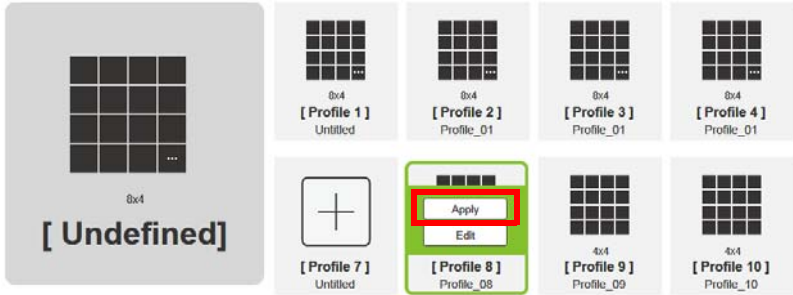 8x4
[ Undefined]
8x4
[ Profile 1 ]
Untitled
8x4
[ Profile 2 ]
Profile_01
8x4
[ Profile 3 ]
Profile_01
8x4
[ Profile 4 ]
Profile_01
[ Profile 7 ]
Untitled
Apply
Edit
[ Profile 8 ]
Profile_08
4x4
[ Profile 9 ]
Profile_09
4x4
[ Profile 10 ]
Profile_10